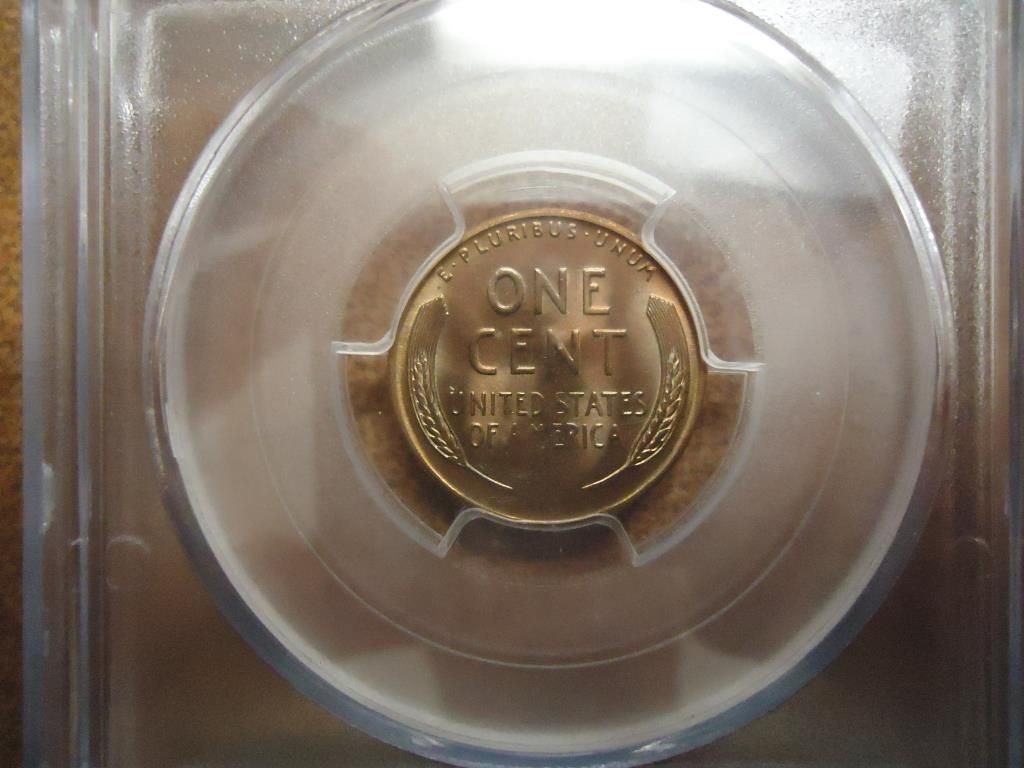 E·PLURIBUS·UNUM
ONE
CENT
UNITED STATES
OF AMERICA